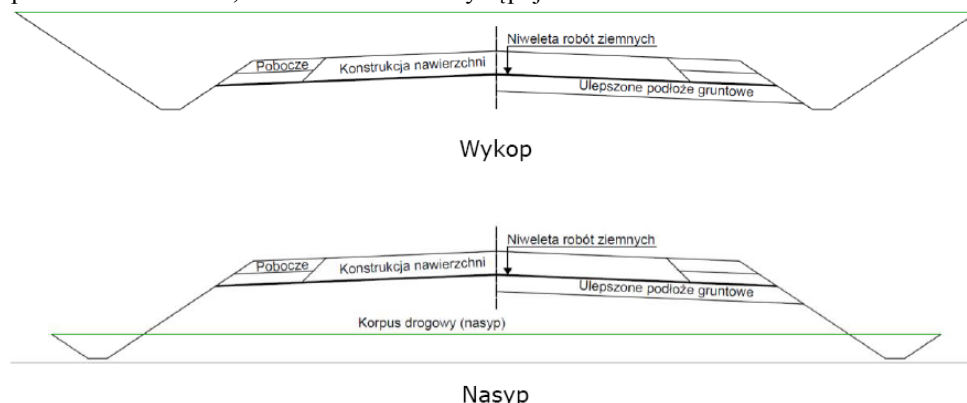 Niweleta robót ziemnych
Pobocze
Konstrukcja nawierzchni
Ulepszone podłoże gruntowe
Wykop
Niweleta robót ziemnych
Pobocze
Konstrukcja nawierzchni
Ulepszone podłoże gruntowe
Korpus drogowy (nasyp)
Nasyp